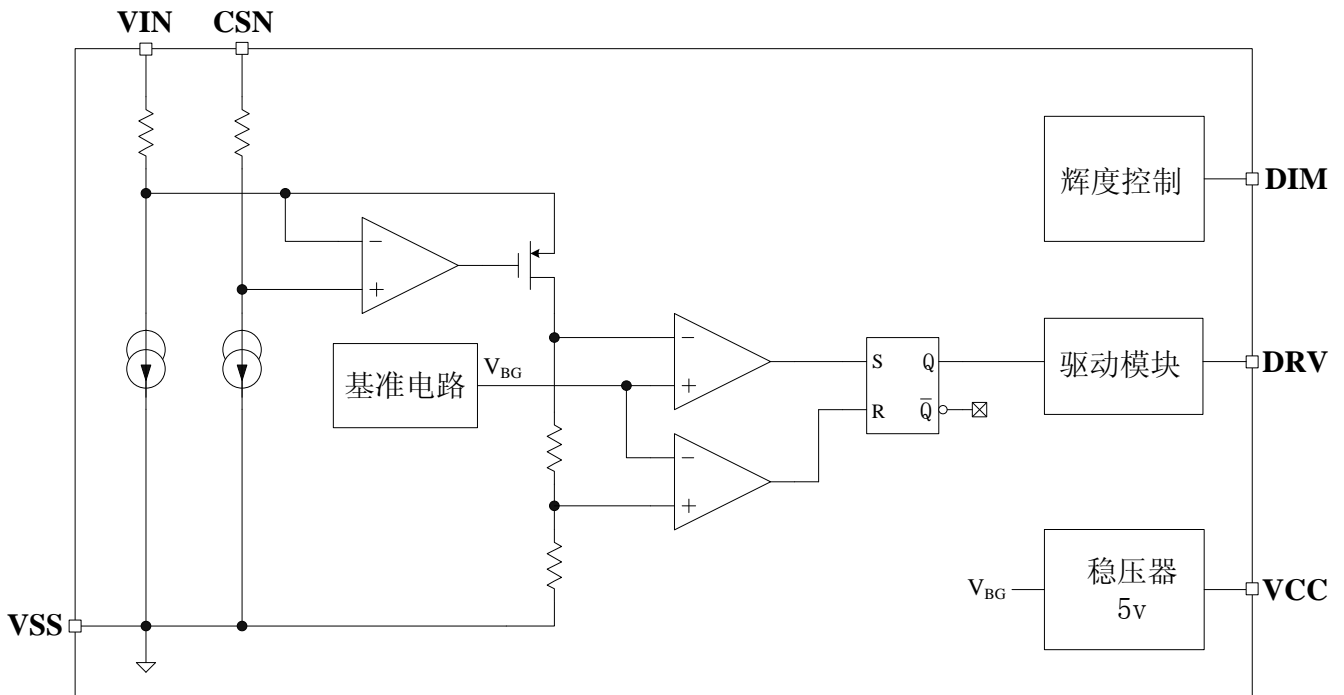 VIN CSN
辉度控制
DIM
−
+
基准电路
V_BG
−
+
S Q
R Q̅
驱动模块
DRV
−
+
V_BG
稳压器
5v
VCC
VSS